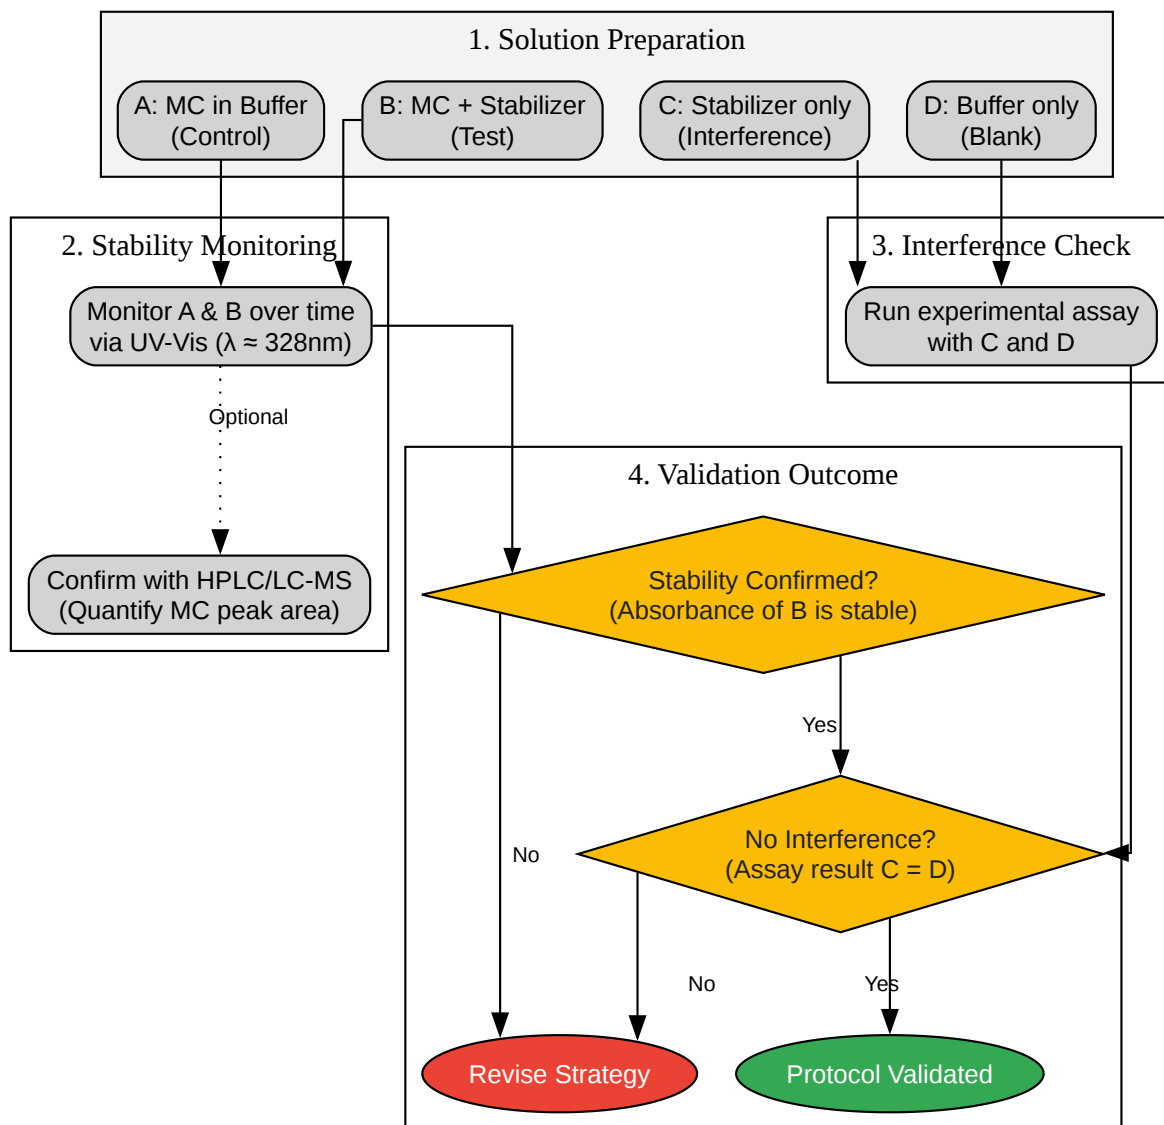 1. Solution Preparation
A: MC in Buffer
(Control)
B: MC + Stabilizer
(Test)
C: Stabilizer only
(Interference)
D: Buffer only
(Blank)
2. Stability Monitoring
Monitor A & B over time
via UV-Vis (λ ≈ 328nm)
Optional
Confirm with HPLC/LC-MS
(Quantify MC peak area)
3. Interference Check
Run experimental assay
with C and D
4. Validation Outcome
Stability Confirmed?
(Absorbance of B is stable)
Yes
No
No Interference?
(Assay result C = D)
No
Yes
Revise Strategy
Protocol Validated